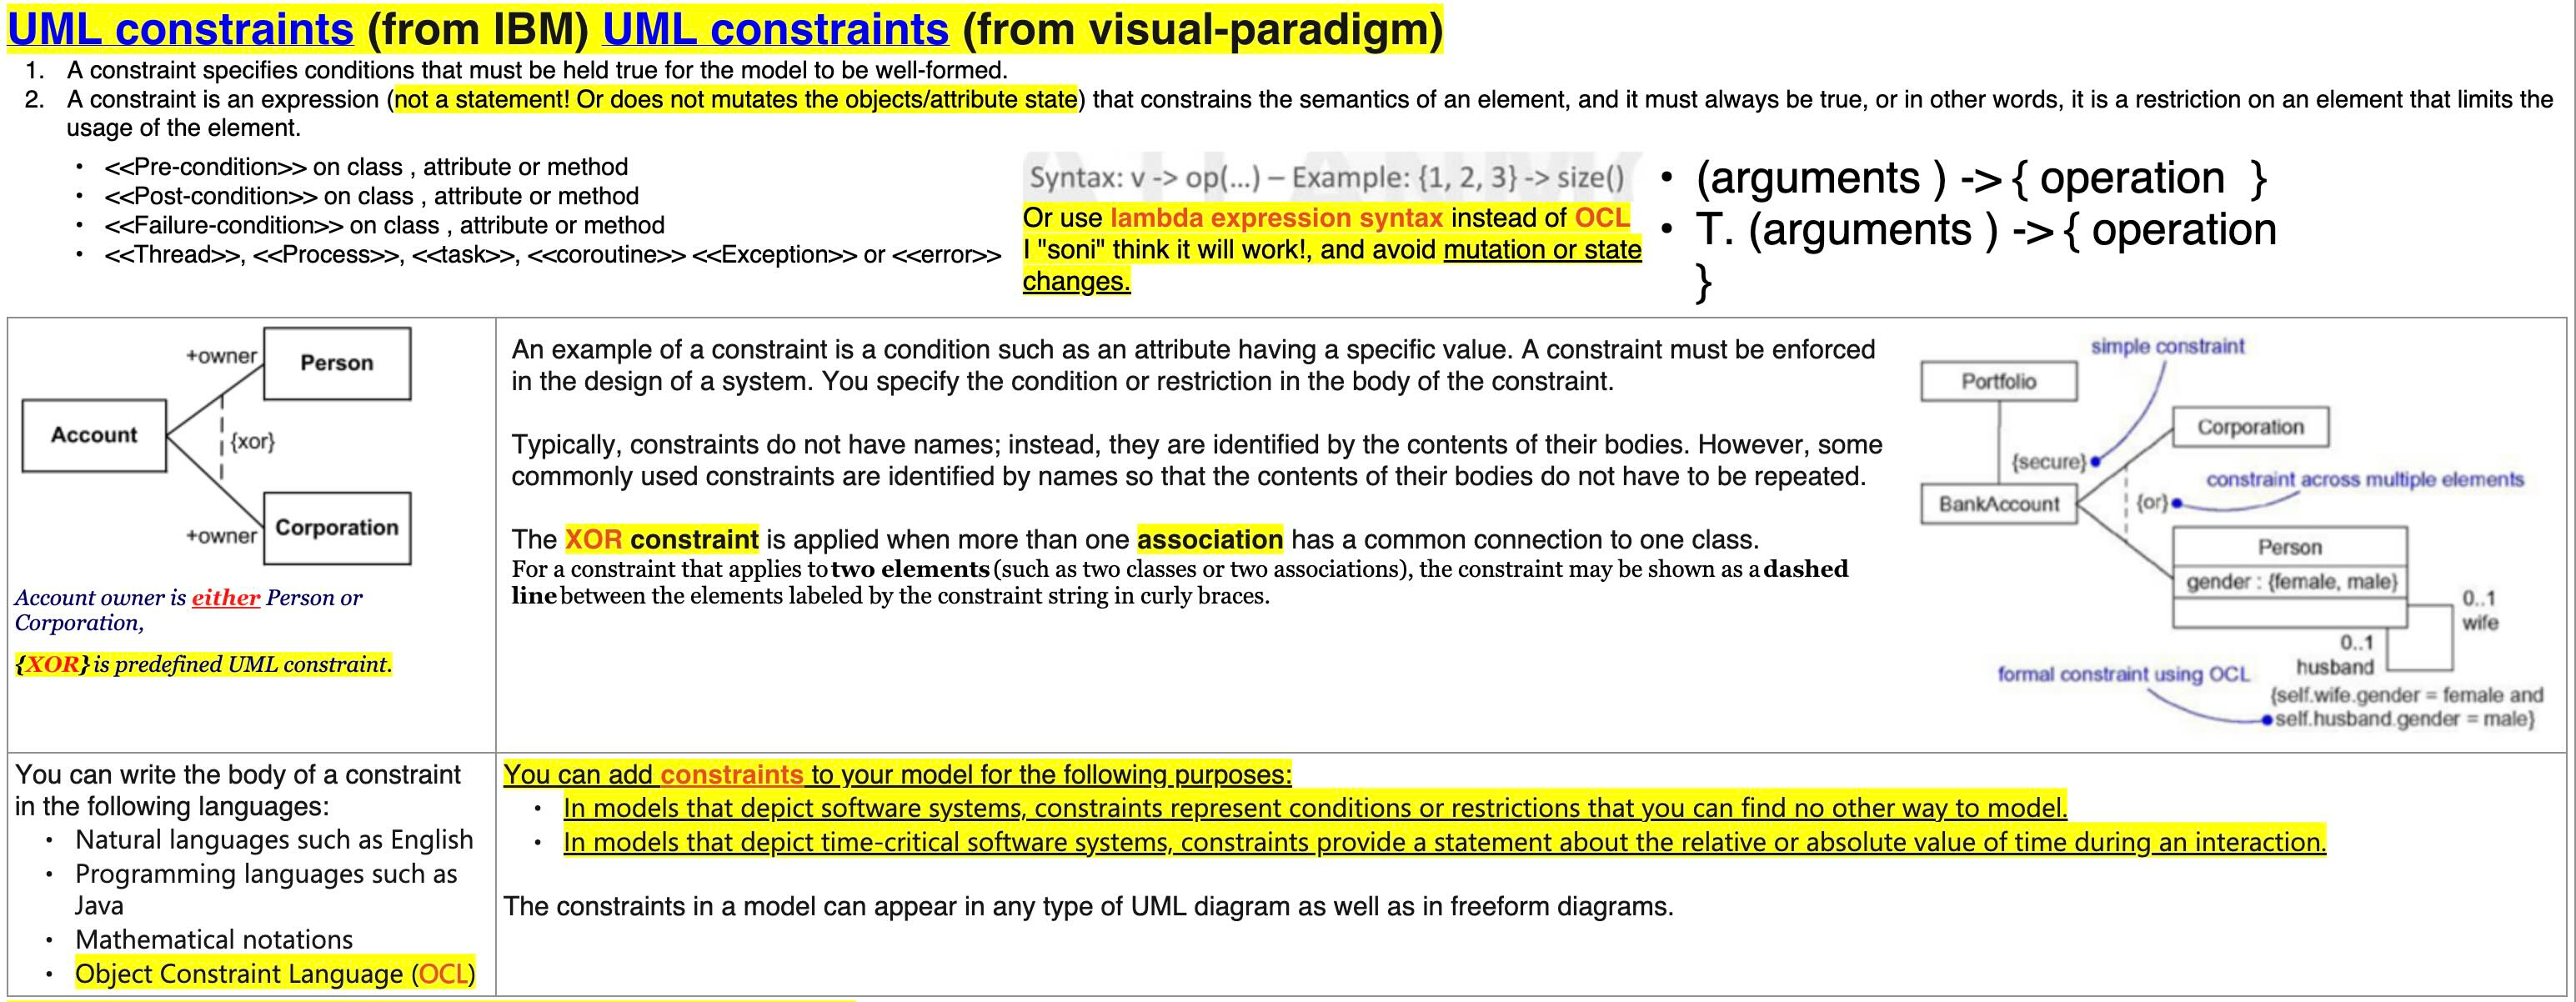 UML constraints (from IBM) UML constraints (from visual-paradigm)
1. A constraint specifies conditions that must be held true for the model to be well-formed.
2. A constraint is an expression (not a statement! Or does not mutates the objects/attribute state) that constrains the semantics of an element, and it must always be true, or in other words, it is a restriction on an element that limits the
usage of the element.
• <<Pre-condition>> on class , attribute or method
• <<Post-condition>> on class , attribute or method
• <<Failure-condition>> on class , attribute or method
• <<Thread>>, <<Process>>, <<task>>, <<coroutine>> <<Exception>> or <<error>>
Syntax: v -> op(...) – Example: {1, 2, 3} -> size()
Or use lambda expression syntax instead of OCL
I "soni" think it will work!, and avoid mutation or state
changes.
• (arguments ) -> { operation }
• T. (arguments ) -> { operation
}
+owner
Person
Account
{xor}
+owner
Corporation
Account owner is either Person or
Corporation,
{XOR} is predefined UML constraint.
An example of a constraint is a condition such as an attribute having a specific value. A constraint must be enforced
in the design of a system. You specify the condition or restriction in the body of the constraint.
Typically, constraints do not have names; instead, they are identified by the contents of their bodies. However, some
commonly used constraints are identified by names so that the contents of their bodies do not have to be repeated.
The XOR constraint is applied when more than one association has a common connection to one class.
For a constraint that applies to two elements (such as two classes or two associations), the constraint may be shown as a dashed
line between the elements labeled by the constraint string in curly braces.
simple constraint
Portfolio
Corporation
{secure}
constraint across multiple elements
BankAccount
{or}
Person
gender : {female, male}
0..1
wife
0..1
husband
formal constraint using OCL
{self.wife.gender = female and
self.husband.gender = male}
You can write the body of a constraint
in the following languages:
• Natural languages such as English
• Programming languages such as
Java
• Mathematical notations
• Object Constraint Language (OCL)
You can add constraints to your model for the following purposes:
• In models that depict software systems, constraints represent conditions or restrictions that you can find no other way to model.
• In models that depict time-critical software systems, constraints provide a statement about the relative or absolute value of time during an interaction.
The constraints in a model can appear in any type of UML diagram as well as in freeform diagrams.